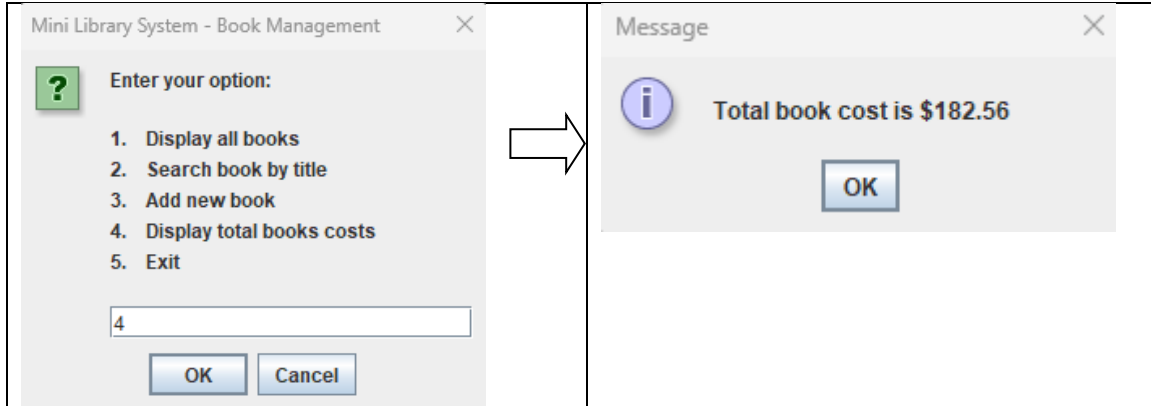 Mini Library System - Book Management
Enter your option:
1. Display all books
2. Search book by title
3. Add new book
4. Display total books costs
5. Exit
4
OK Cancel
Message
Total book cost is $182.56
OK